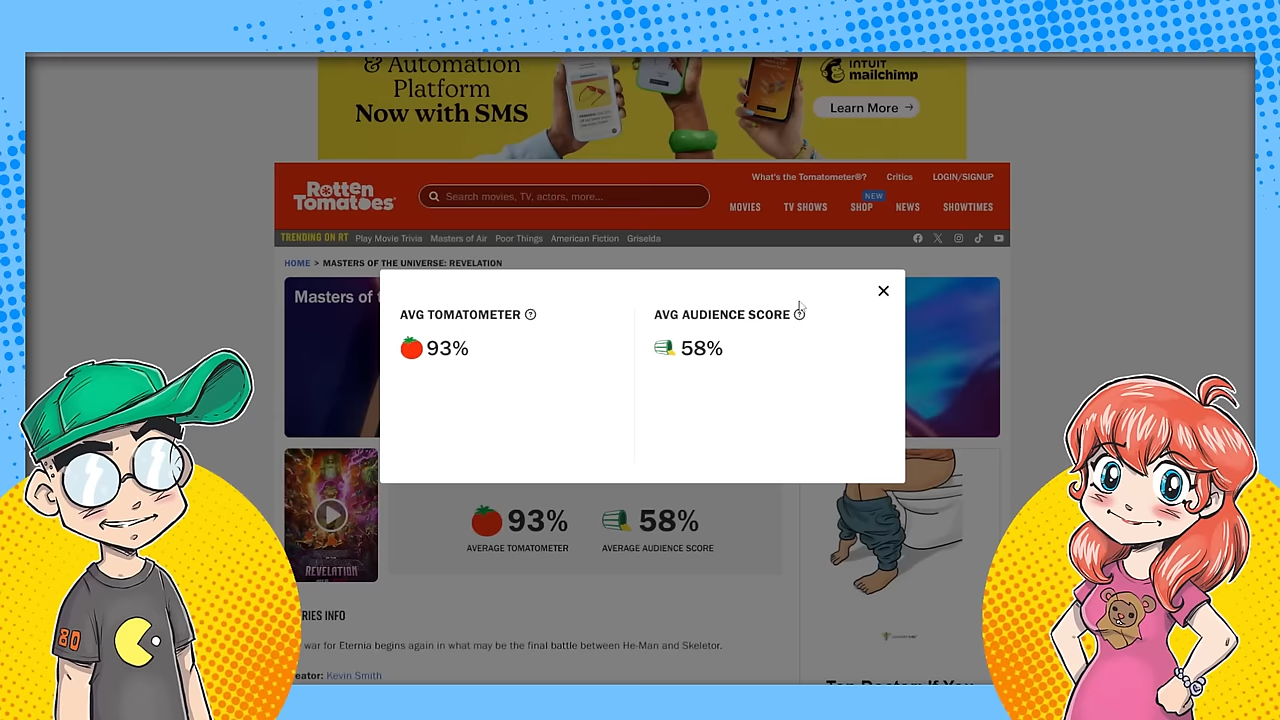 & Automation
Platform
Now with SMS
INTUIT
mailchimp
Learn More →
Rotten
Tomatoes
Search movies, TV, actors, more...
What's the Tomatometer®?
Critics
LOGIN/SIGNUP
MOVIES
TV SHOWS
NEW
SHOP
NEWS
SHOWTIMES
TRENDING ON RT
Play Movie Trivia
Masters of Air
Poor Things
American Fiction
Griselda
HOME > MASTERS OF THE UNIVERSE: REVELATION
Masters of t
AVG TOMATOMETER ?
93%
AVG AUDIENCE SCORE ?
58%
93%
AVERAGE TOMATOMETER
58%
AVERAGE AUDIENCE SCORE
REVELATION
RIES INFO
war for Eternia begins again in what may be the final battle between He-Man and Skeletor.
eator: Kevin Smith
80